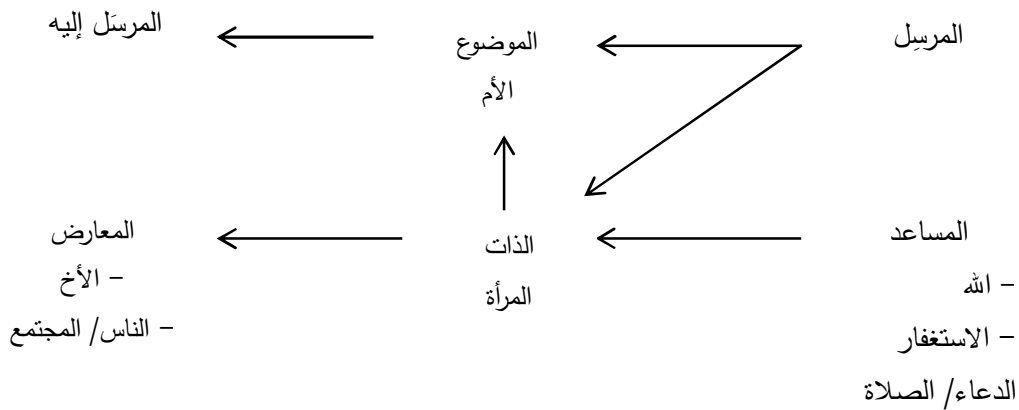 المرسِل
الموضوع
الأم
المرسَل إليه
المساعد
– الله
– الاستغفار
الدعاء/ الصلاة
الذات
المرأة
المعارض
– الأخ
– الناس/ المجتمع